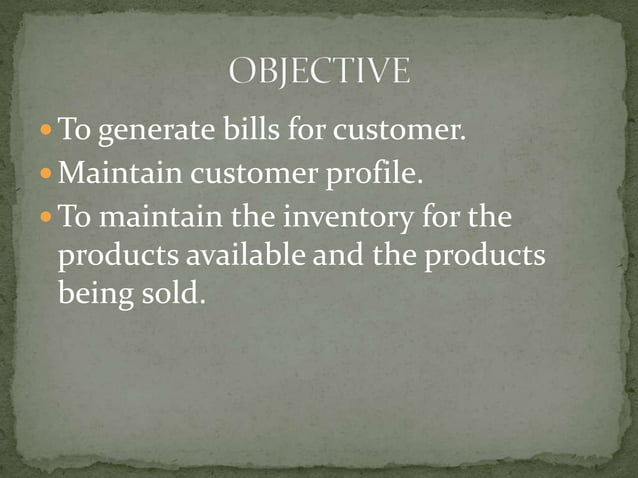 OBJECTIVE
To generate bills for customer.
Maintain customer profile.
To maintain the inventory for the
products available and the products
being sold.